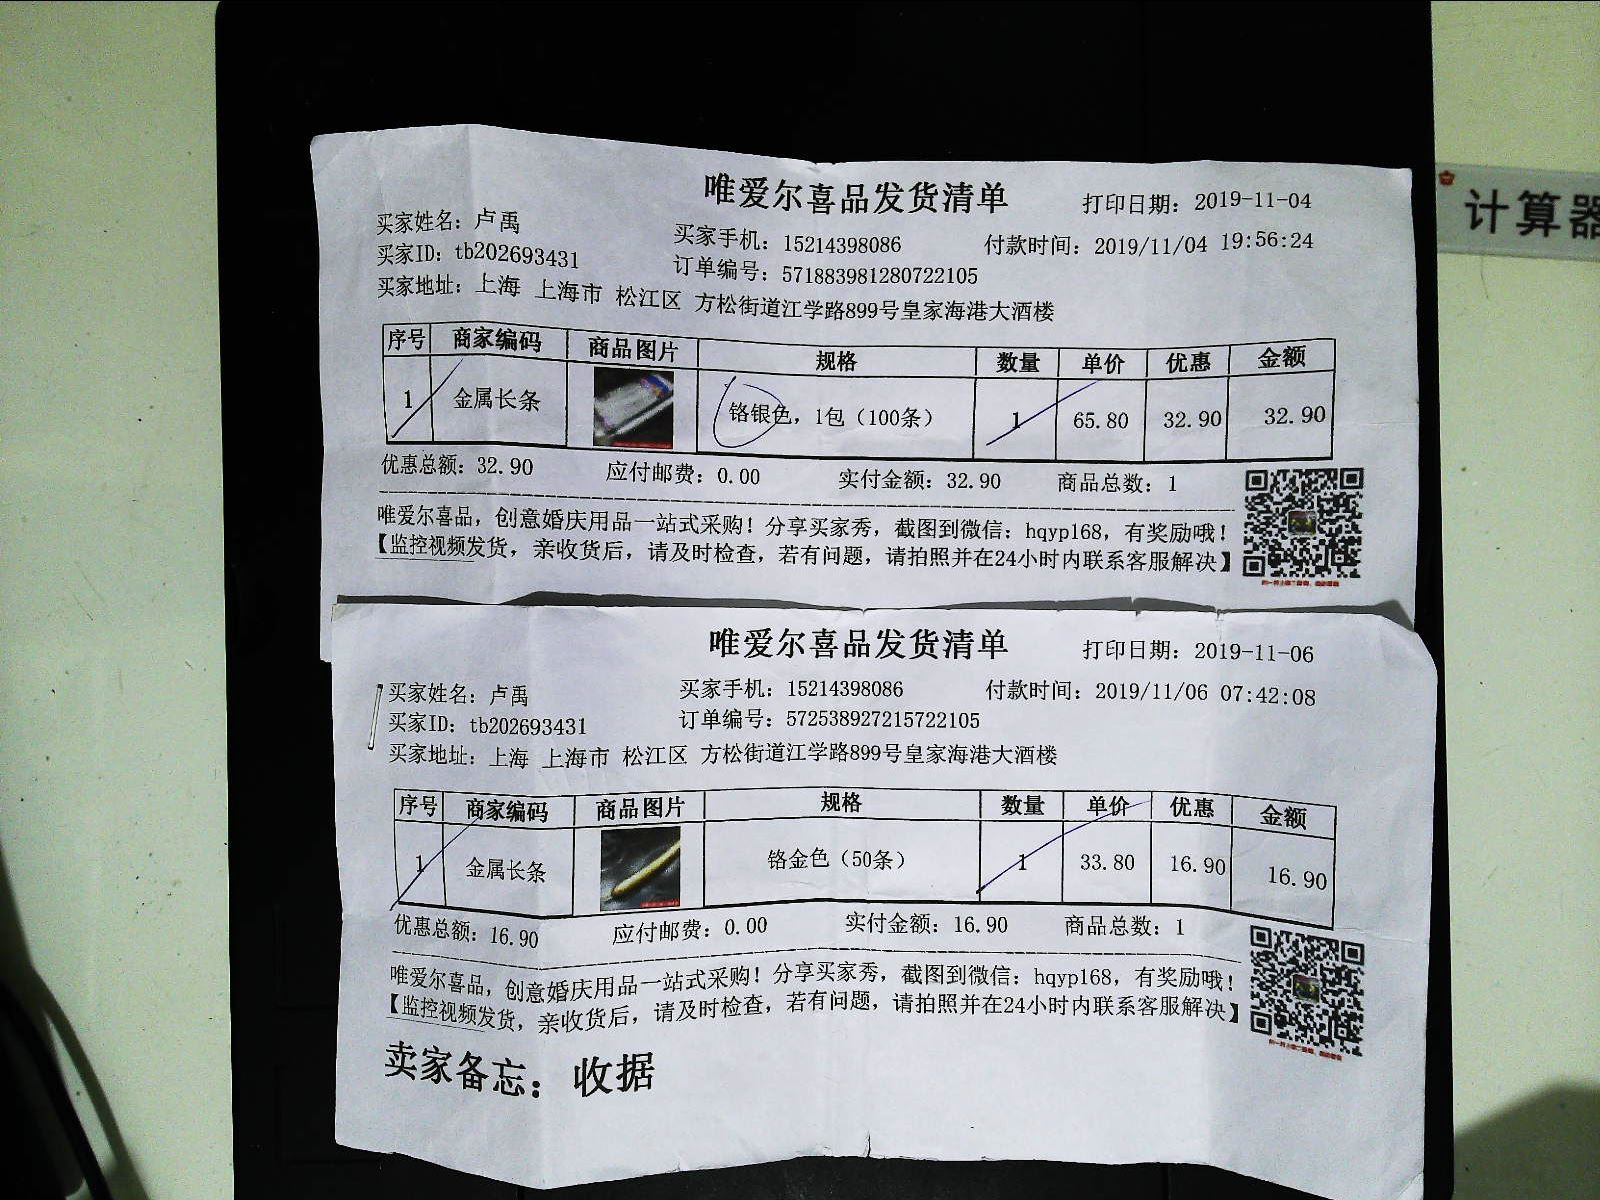 唯爱尔喜品发货清单 打印日期：2019-11-04
买家姓名：卢禹 买家手机：15214398086 付款时间：2019/11/04 19:56:24
买家ID：tb202693431 订单编号：571883981280722105
买家地址：上海 上海市 松江区 方松街道江学路899号皇家海港大酒楼
序号 商家编码 商品图片 规格 数量 单价 优惠 金额
1 金属长条 铬银色，1包（100条） 1 65.80 32.90 32.90
优惠总额：32.90 应付邮费：0.00 实付金额：32.90 商品总数：1
唯爱尔喜品，创意婚庆用品一站式采购！分享买家秀，截图到微信：hqyp168，有奖励哦！
【监控视频发货，亲收货后，请及时检查，若有问题，请拍照并在24小时内联系客服解决】
唯爱尔喜品发货清单 打印日期：2019-11-06
买家姓名：卢禹 买家手机：15214398086 付款时间：2019/11/06 07:42:08
买家ID：tb202693431 订单编号：572538927215722105
买家地址：上海 上海市 松江区 方松街道江学路899号皇家海港大酒楼
序号 商家编码 商品图片 规格 数量 单价 优惠 金额
1 金属长条 铬金色（50条） 1 33.80 16.90 16.90
优惠总额：16.90 应付邮费：0.00 实付金额：16.90 商品总数：1
唯爱尔喜品，创意婚庆用品一站式采购！分享买家秀，截图到微信：hqyp168，有奖励哦！
【监控视频发货，亲收货后，请及时检查，若有问题，请拍照并在24小时内联系客服解决】
卖家备忘：收据
计算器